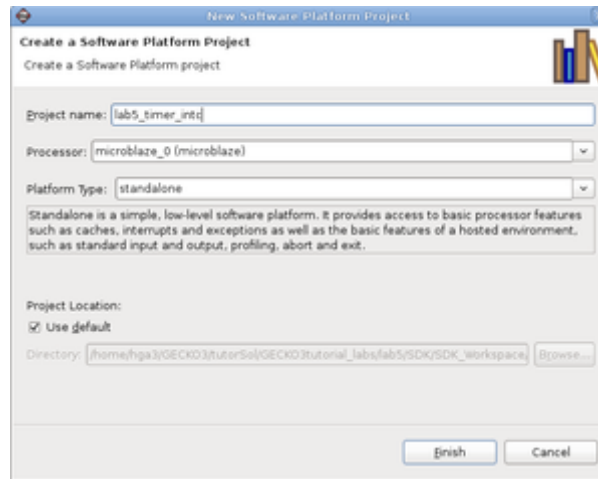 New Software Platform Project
Create a Software Platform Project
Create a Software Platform project
Project name: lab5_timer_intc
Processor: microblaze_0 (microblaze)
Platform Type: standalone
Standalone is a simple, low-level software platform. It provides access to basic processor features
such as caches, interrupts and exceptions as well as the basic features of a hosted environment,
such as standard input and output, profiling, abort and exit.
Project Location:
Use default
Directory: /home/hga3/GECKO3/tutorSol/GECKO3tutorial_labs/lab5/SDK/SDK_Workspace/ Browse...
Finish Cancel